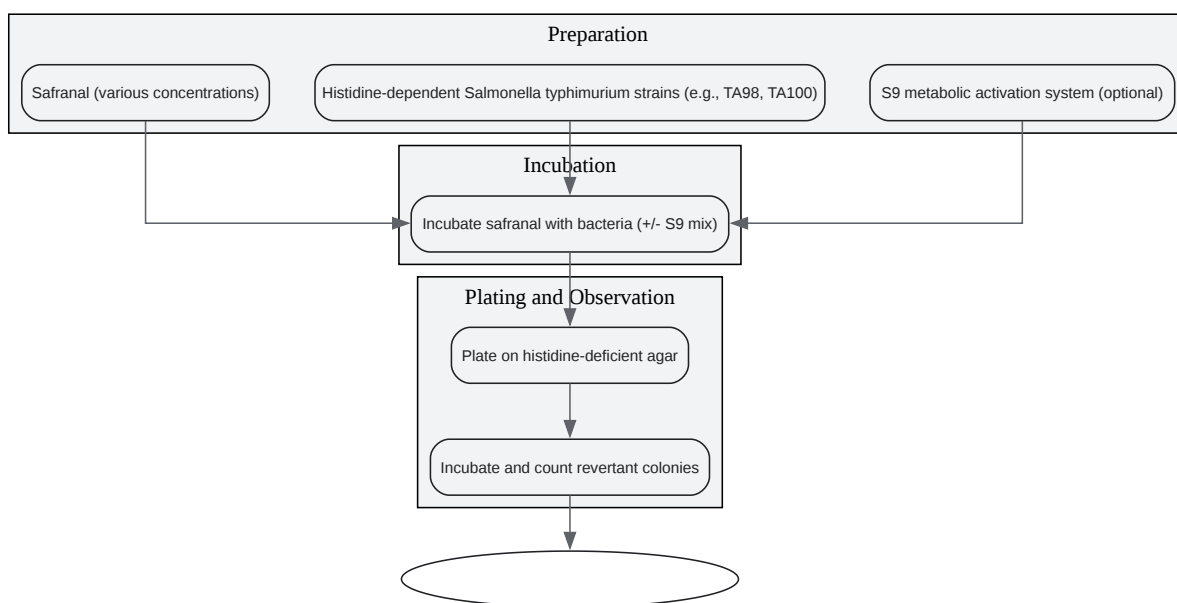 Preparation
Safranal (various concentrations)
Histidine-dependent Salmonella typhimurium strains (e.g., TA98, TA100)
S9 metabolic activation system (optional)
Incubation
Incubate safranal with bacteria (+/- S9 mix)
Plating and Observation
Plate on histidine-deficient agar
Incubate and count revertant colonies